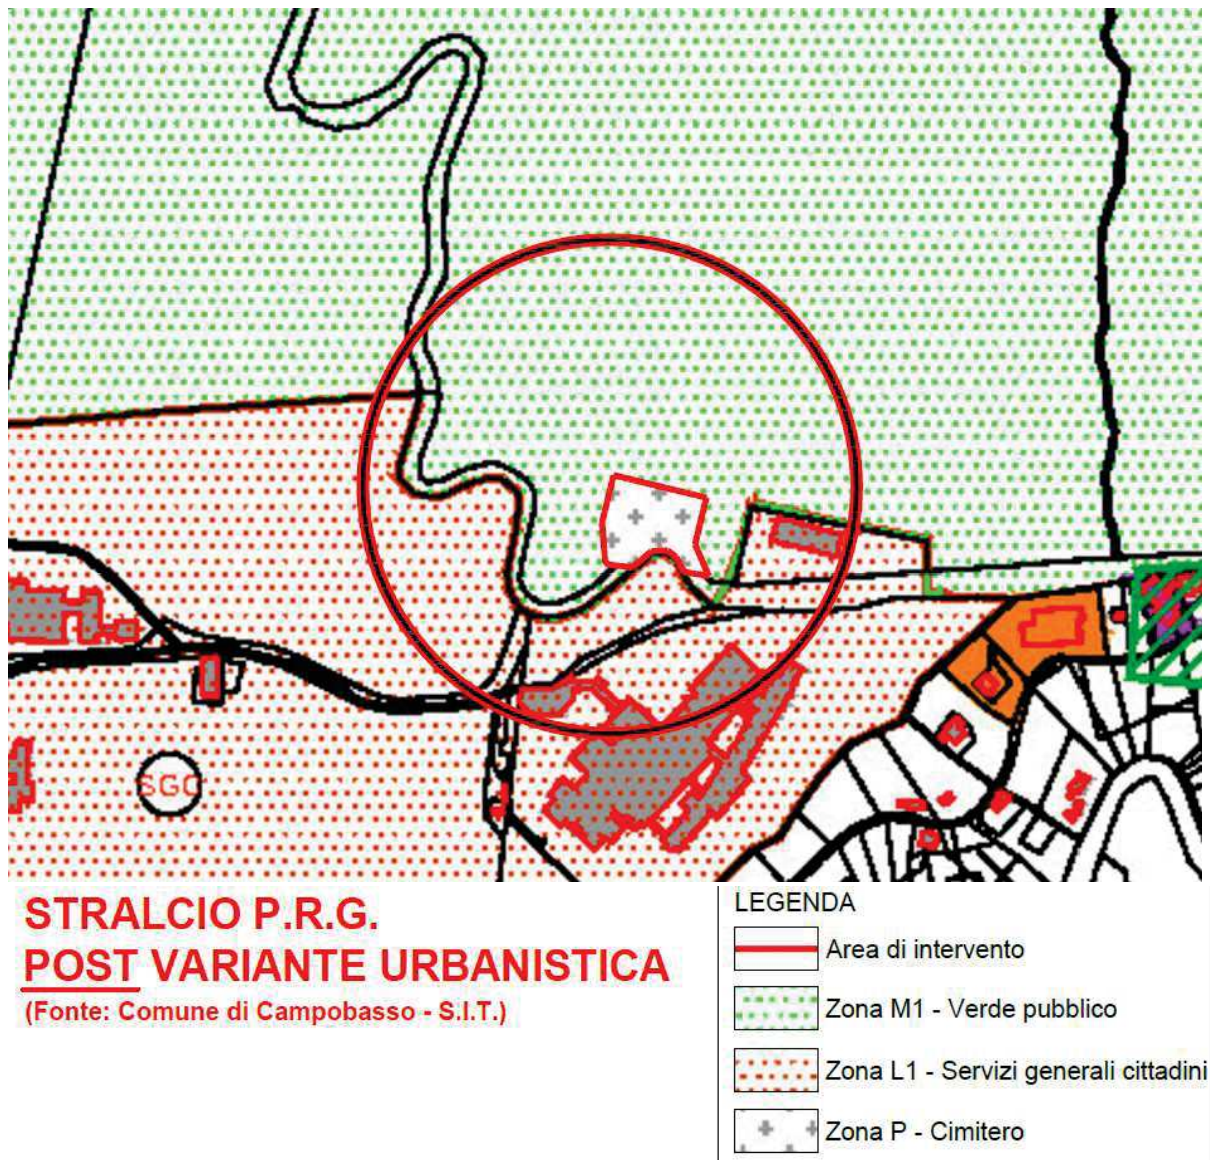 SGC
STRALCIO P.R.G.
POST VARIANTE URBANISTICA
(Fonte: Comune di Campobasso - S.I.T.)
LEGENDA
Area di intervento
Zona M1 - Verde pubblico
Zona L1 - Servizi generali cittadini
Zona P - Cimitero